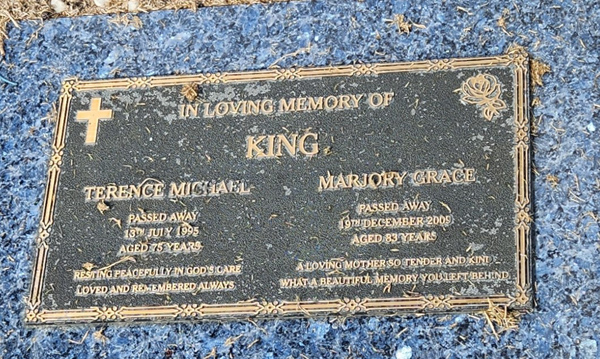 IN LOVING MEMORY OF
KING
TERENCE MICHAEL
PASSED AWAY
13TH JULY 1995
AGED 75 YEARS
RESTING PEACEFULLY IN GOD'S CARE
LOVED AND REMEMBERED ALWAYS
MARJORY GRACE
PASSED AWAY
19TH DECEMBER 2005
AGED 83 YEARS
A LOVING MOTHER SO TENDER AND KIND
WHAT A BEAUTIFUL MEMORY YOU LEFT BEHIND